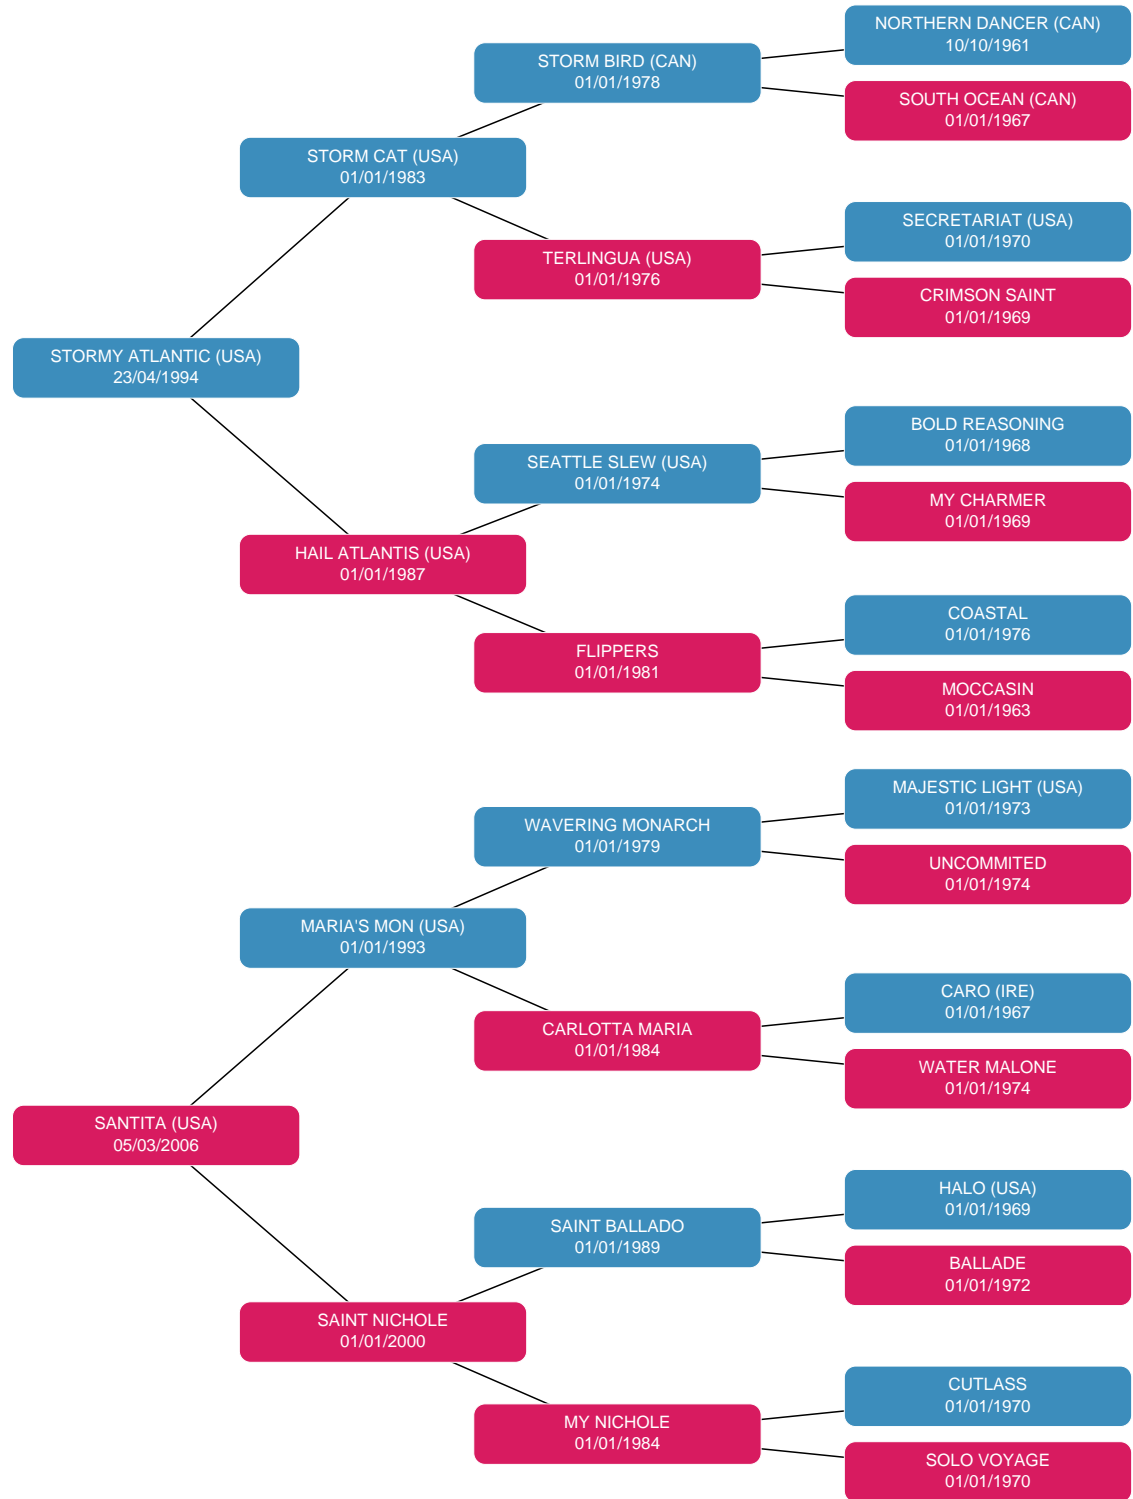 NORTHERN DANCER (CAN)
10/10/1961
STORM BIRD (CAN)
01/01/1978
SOUTH OCEAN (CAN)
01/01/1967
STORM CAT (USA)
01/01/1983
SECRETARIAT (USA)
01/01/1970
TERLINGUA (USA)
01/01/1976
CRIMSON SAINT
01/01/1969
STORMY ATLANTIC (USA)
23/04/1994
BOLD REASONING
01/01/1968
SEATTLE SLEW (USA)
01/01/1974
MY CHARMER
01/01/1969
HAIL ATLANTIS (USA)
01/01/1987
COASTAL
01/01/1976
FLIPPERS
01/01/1981
MOCCASIN
01/01/1963
MAJESTIC LIGHT (USA)
01/01/1973
WAVERING MONARCH
01/01/1979
UNCOMMITED
01/01/1974
MARIA'S MON (USA)
01/01/1993
CARO (IRE)
01/01/1967
CARLOTTA MARIA
01/01/1984
WATER MALONE
01/01/1974
SANTITA (USA)
05/03/2006
HALO (USA)
01/01/1969
SAINT BALLADO
01/01/1989
BALLADE
01/01/1972
SAINT NICHOLE
01/01/2000
CUTLASS
01/01/1970
MY NICHOLE
01/01/1984
SOLO VOYAGE
01/01/1970